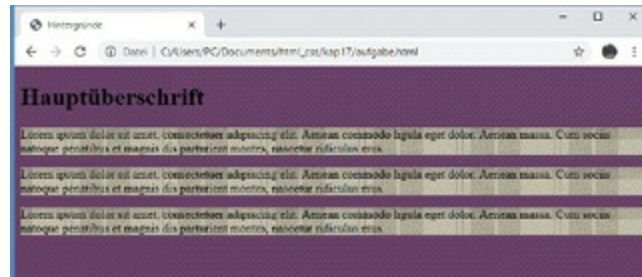 Hintergründe
Datei | C:/Users/PC/Documents/html_css/kap17/aufgabe.html
Hauptüberschrift
Lorem ipsum dolor sit amet, consectetuer adipiscing elit. Aenean commodo ligula eget dolor. Aenean massa. Cum sociis
natoque penatibus et magnis dis parturient montes, nascetur ridiculus mus.
Lorem ipsum dolor sit amet, consectetuer adipiscing elit. Aenean commodo ligula eget dolor. Aenean massa. Cum sociis
natoque penatibus et magnis dis parturient montes, nascetur ridiculus mus.
Lorem ipsum dolor sit amet, consectetuer adipiscing elit. Aenean commodo ligula eget dolor. Aenean massa. Cum sociis
natoque penatibus et magnis dis parturient montes, nascetur ridiculus mus.